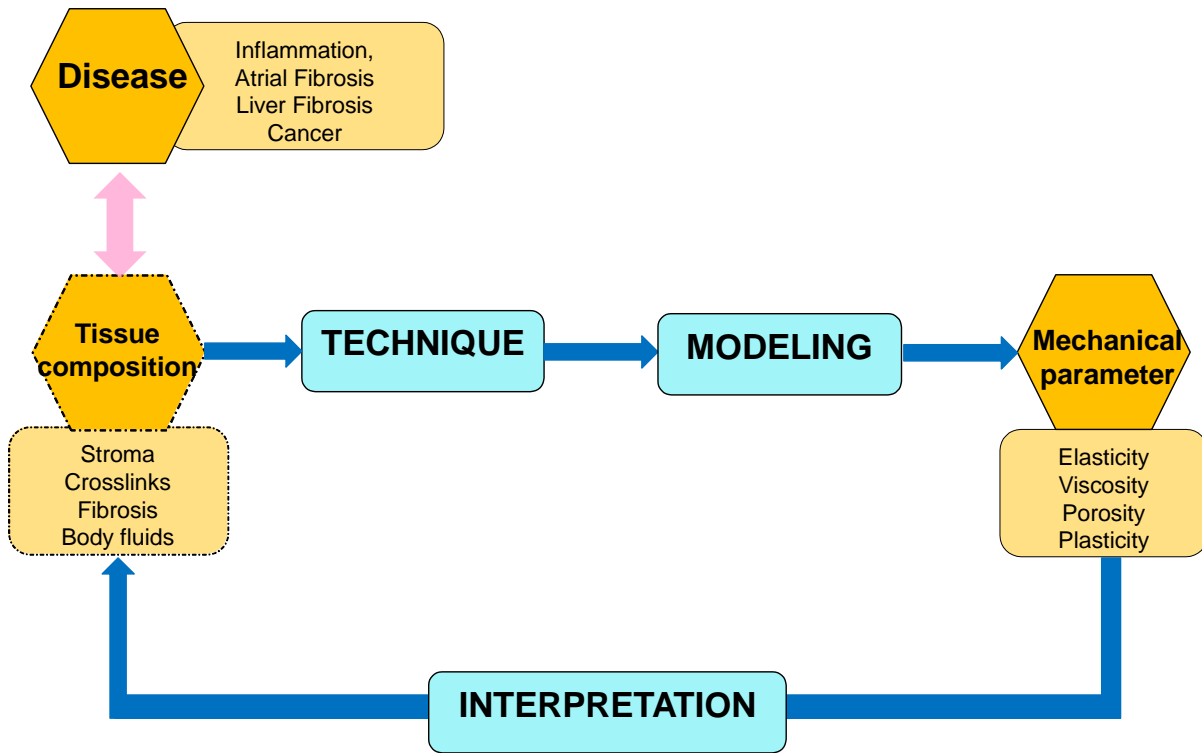 Disease
Inflammation,
Atrial Fibrosis
Liver Fibrosis
Cancer
Tissue
composition
TECHNIQUE
MODELING
Mechanical
parameter
Stroma
Crosslinks
Fibrosis
Body fluids
Elasticity
Viscosity
Porosity
Plasticity
INTERPRETATION